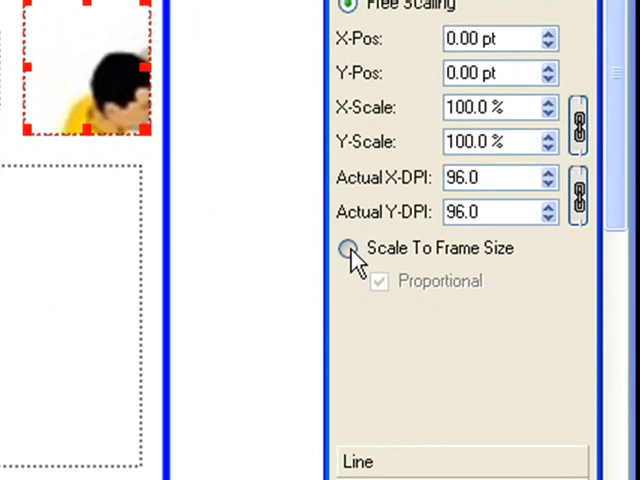 Free Scaling
X-Pos: 0.00 pt
Y-Pos: 0.00 pt
X-Scale: 100.0 %
Y-Scale: 100.0 %
Actual X-DPI: 96.0
Actual Y-DPI: 96.0
Scale To Frame Size
Proportional
Line